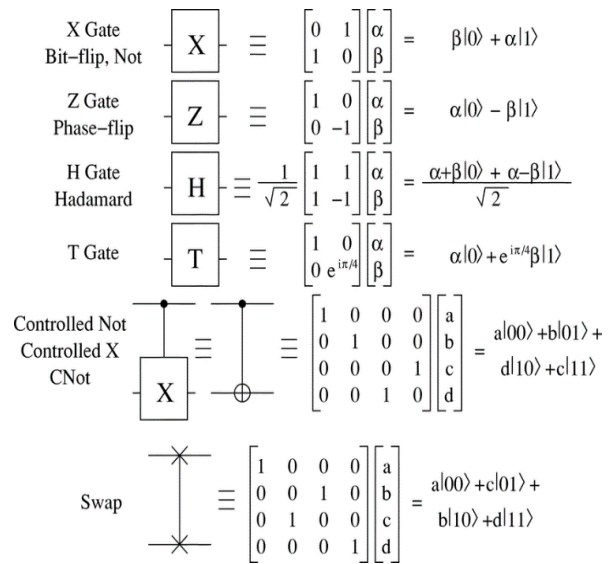 X Gate
Bit-flip, Not
X ≡ [0 1; 1 0] [α; β] = β|0⟩ + α|1⟩
Z Gate
Phase-flip
Z ≡ [1 0; 0 -1] [α; β] = α|0⟩ - β|1⟩
H Gate
Hadamard
H ≡ 1/√2 [1 1; 1 -1] [α; β] = α+β|0⟩ + α-β|1⟩ / √2
T Gate
T ≡ [1 0; 0 e^iπ/4] [α; β] = α|0⟩ + e^iπ/4 β|1⟩
Controlled Not
Controlled X
CNot
X ≡ ≡ [1 0 0 0; 0 1 0 0; 0 0 0 1; 0 0 1 0] [a; b; c; d] = a|00⟩ + b|01⟩ +
d|10⟩ + c|11⟩
Swap
≡ [1 0 0 0; 0 0 1 0; 0 1 0 0; 0 0 0 1] [a; b; c; d] = a|00⟩ + c|01⟩ +
b|10⟩ + d|11⟩